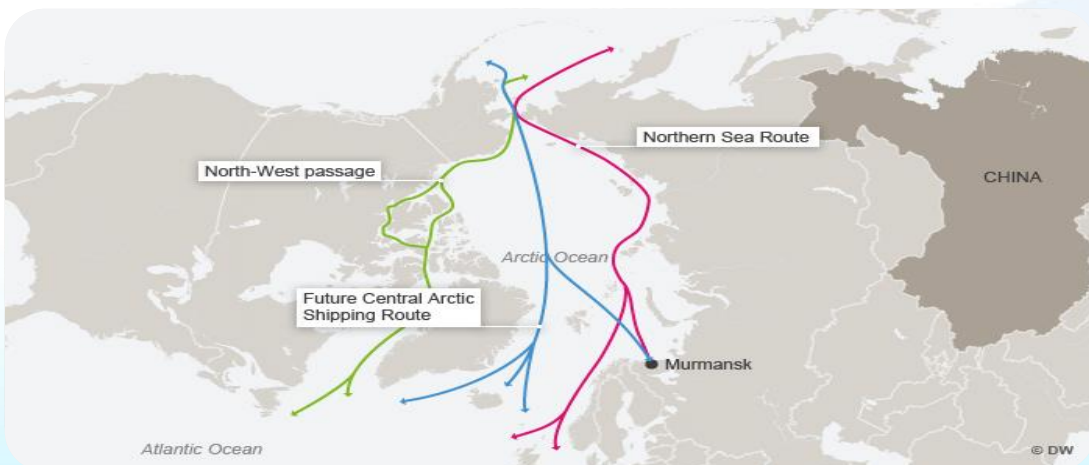 Northern Sea Route
North-West passage
CHINA
Arctic Ocean
Future Central Arctic
Shipping Route
Murmansk
Atlantic Ocean
© DW